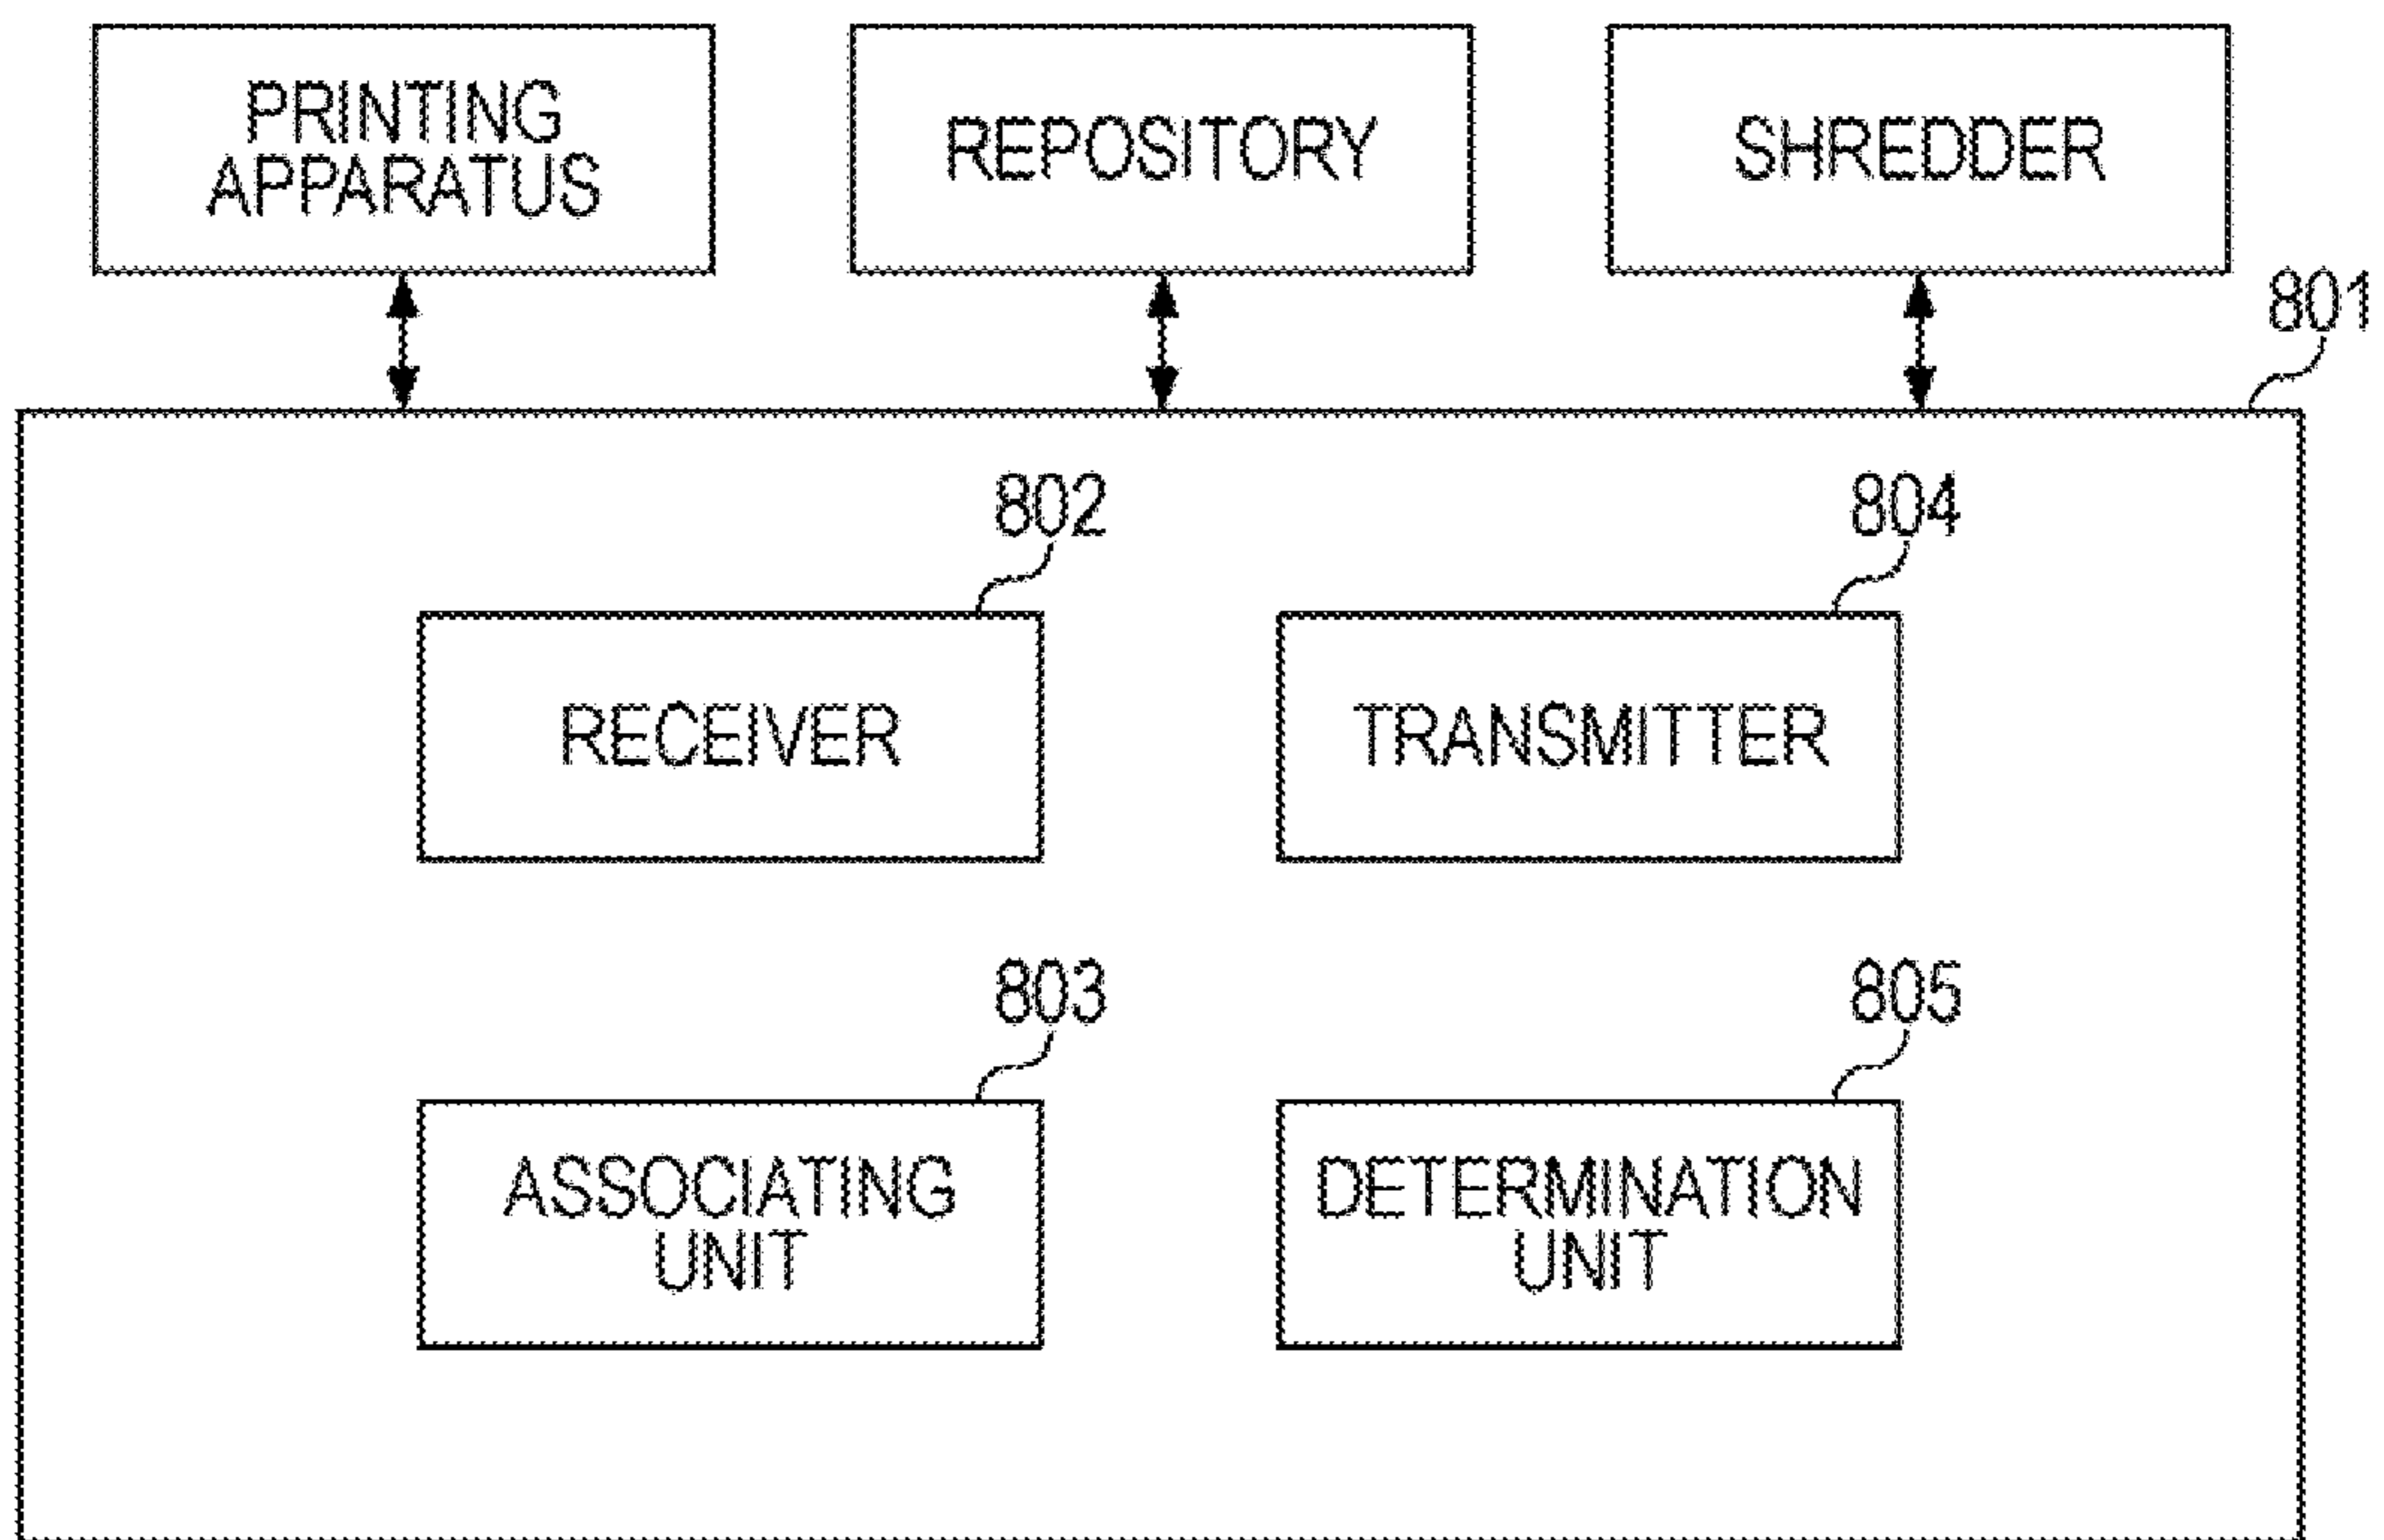 PRINTING
APPARATUS
REPOSITORY
SHREDDER
801
802
804
RECEIVER
TRANSMITTER
803
805
ASSOCIATING
UNIT
DETERMINATION
UNIT